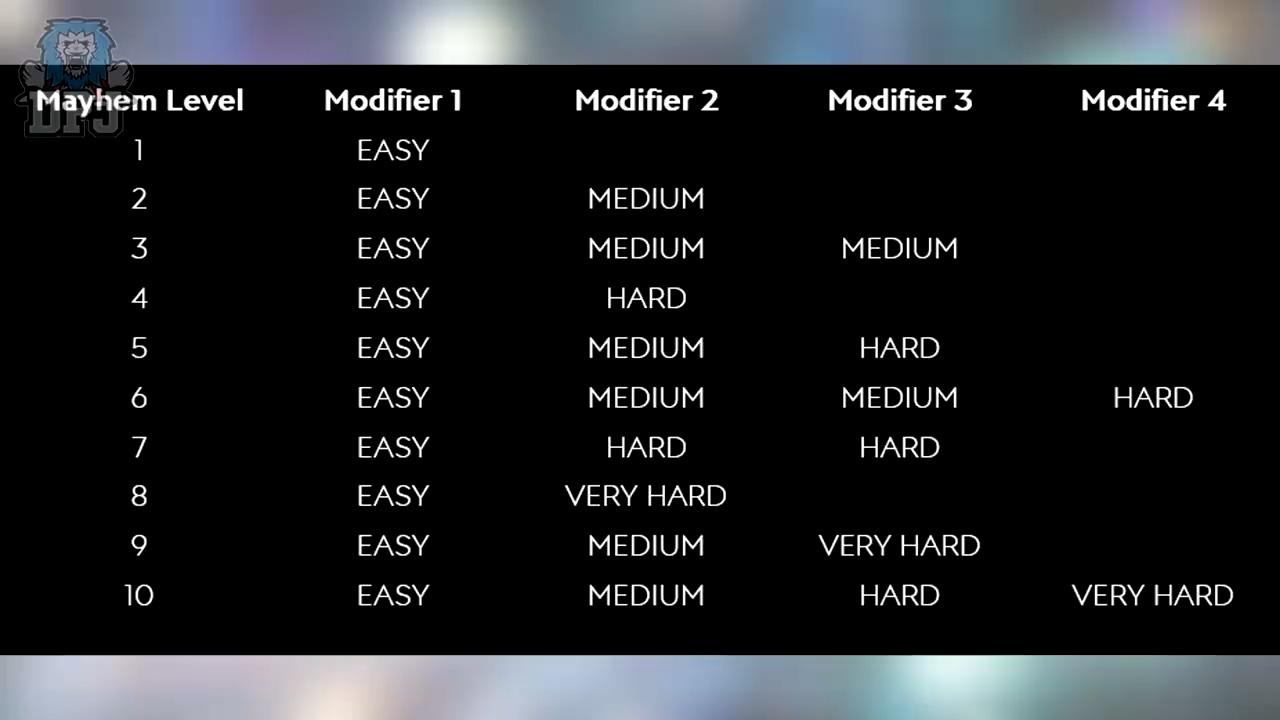 Mayhem Level Modifier 1 Modifier 2 Modifier 3 Modifier 4
DPJ
1 EASY
2 EASY MEDIUM
3 EASY MEDIUM MEDIUM
4 EASY HARD
5 EASY MEDIUM HARD
6 EASY MEDIUM MEDIUM HARD
7 EASY HARD HARD
8 EASY VERY HARD
9 EASY MEDIUM VERY HARD
10 EASY MEDIUM HARD VERY HARD